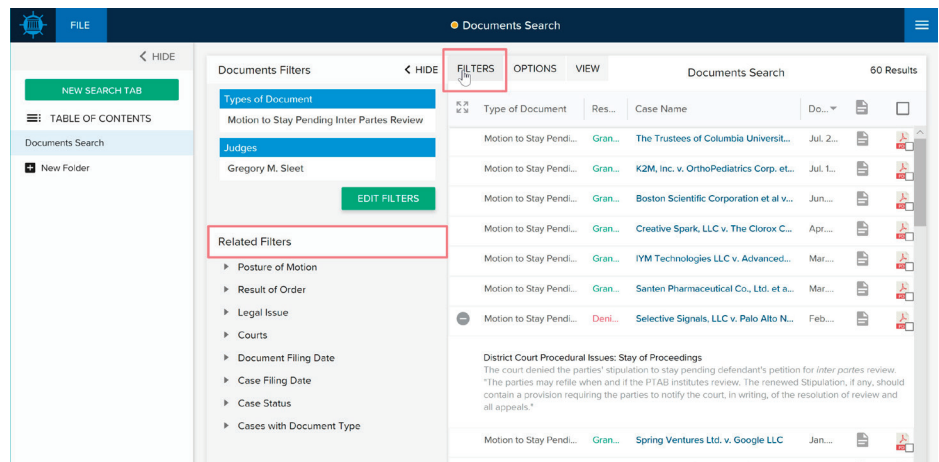 FILE
Documents Search
HIDE
NEW SEARCH TAB
TABLE OF CONTENTS
Documents Search
New Folder
Documents Filters
HIDE
Types of Document
Motion to Stay Pending Inter Partes Review
Judges
Gregory M. Sleet
EDIT FILTERS
Related Filters
Posture of Motion
Result of Order
Legal Issue
Courts
Document Filing Date
Case Filing Date
Case Status
Cases with Document Type
FILTERS OPTIONS VIEW Documents Search 60 Results
Type of Document Res... Case Name Do...
Motion to Stay Pendi... Gran... The Trustees of Columbia Universit... Jul. 2...
Motion to Stay Pendi... Gran... K2M, Inc. v. OrthoPediatrics Corp. et... Jul. 1...
Motion to Stay Pendi... Gran... Boston Scientific Corporation et al v... Jun....
Motion to Stay Pendi... Gran... Creative Spark, LLC v. The Clorox C... Apr....
Motion to Stay Pendi... Gran... IYM Technologies LLC v. Advanced... Mar....
Motion to Stay Pendi... Gran... Santen Pharmaceutical Co., Ltd. et a... Mar....
Motion to Stay Pendi... Deni... Selective Signals, LLC v. Palo Alto N... Feb....
District Court Procedural Issues: Stay of Proceedings
The court denied the parties' stipulation to stay pending defendant's petition for inter partes review.
"The parties may refile when and if the PTAB institutes review. The renewed Stipulation, if any, should
contain a provision requiring the parties to notify the court, in writing, of the resolution of review and
all appeals."
Motion to Stay Pendi... Gran... Spring Ventures Ltd. v. Google LLC Jan....